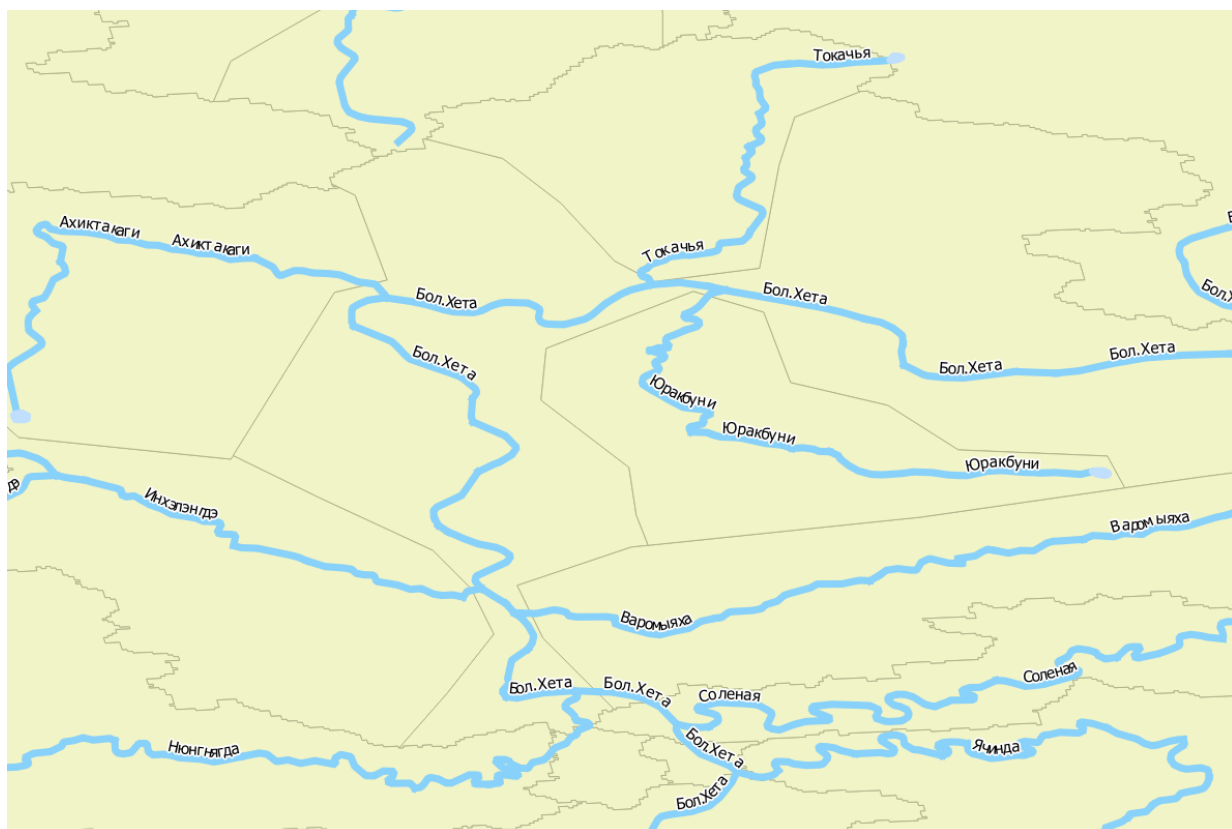 Токачья
Ахиктакаги
Ахиктакаги
Токачья
Бол.Хета
Бол.Хета
Бол.Хета
Бол.Хета
Бол.Хета
Юракбуни
Юракбуни
Юракбуни
Инхэлэнгдэ
Варомыяха
Варомыяха
Соленая
Бол.Хета
Бол.Хета
Соленая
Нюнгнягда
Бол.Хета
Ячинда
Бол.Хета